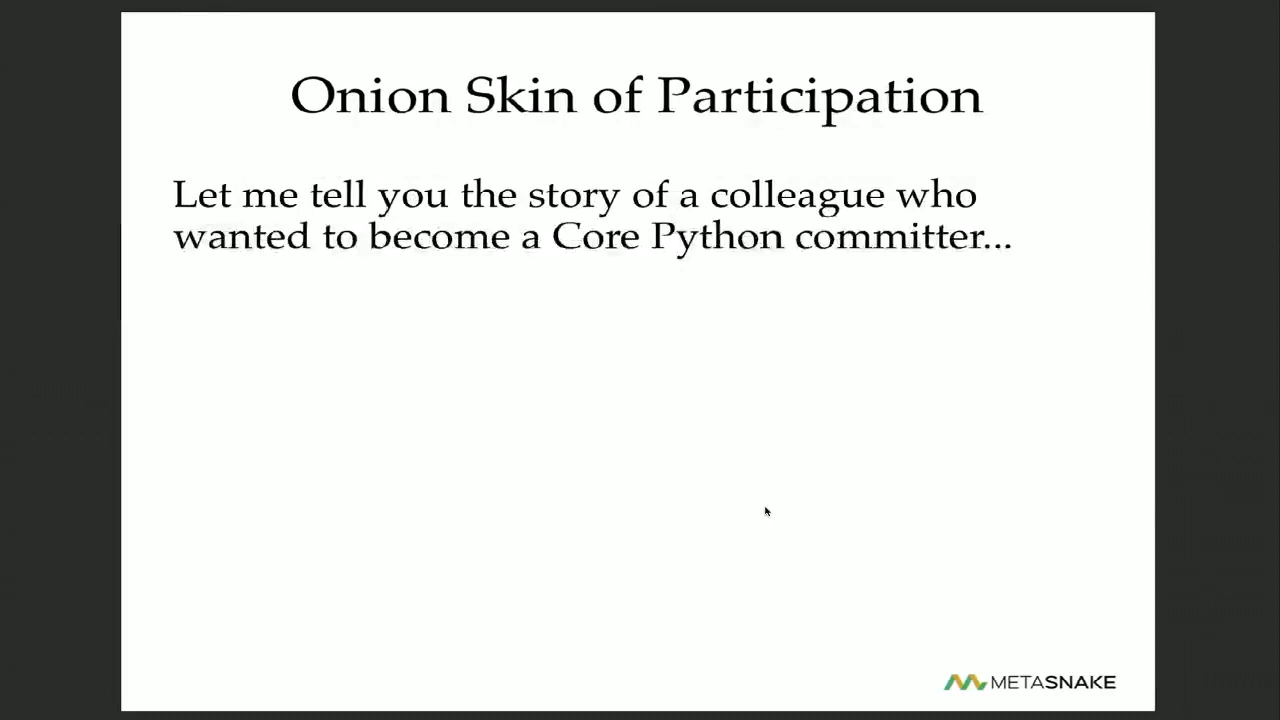 Onion Skin of Participation
Let me tell you the story of a colleague who
wanted to become a Core Python committer...
METASNAKE